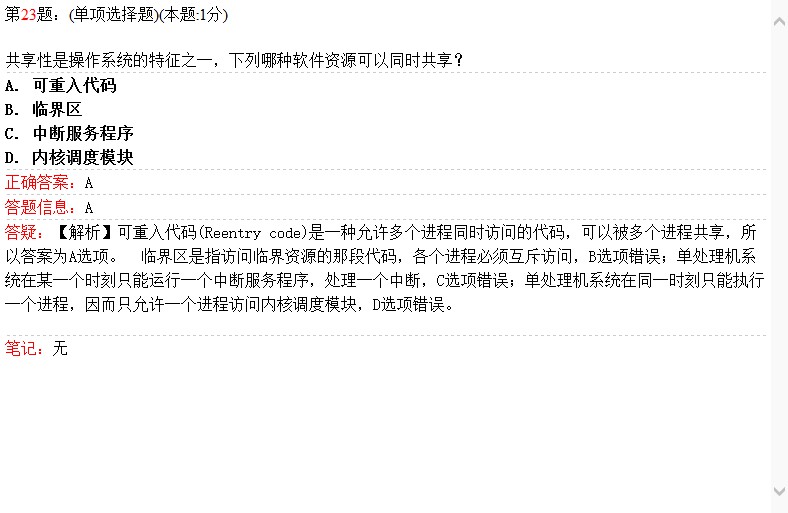 第23题：(单项选择题)(本题:1分)
共享性是操作系统的特征之一，下列哪种软件资源可以同时共享？
A. 可重入代码
B. 临界区
C. 中断服务程序
D. 内核调度模块
正确答案：A
答题信息：A
答疑：【解析】可重入代码(Reentry code)是一种允许多个进程同时访问的代码，可以被多个进程共享，所
以答案为A选项。  临界区是指访问临界资源的那段代码，各个进程必须互斥访问，B选项错误；单处理机系
统在某一个时刻只能运行一个中断服务程序，处理一个中断，C选项错误；单处理机系统在同一时刻只能执行
一个进程，因而只允许一个进程访问内核调度模块，D选项错误。
笔记：无